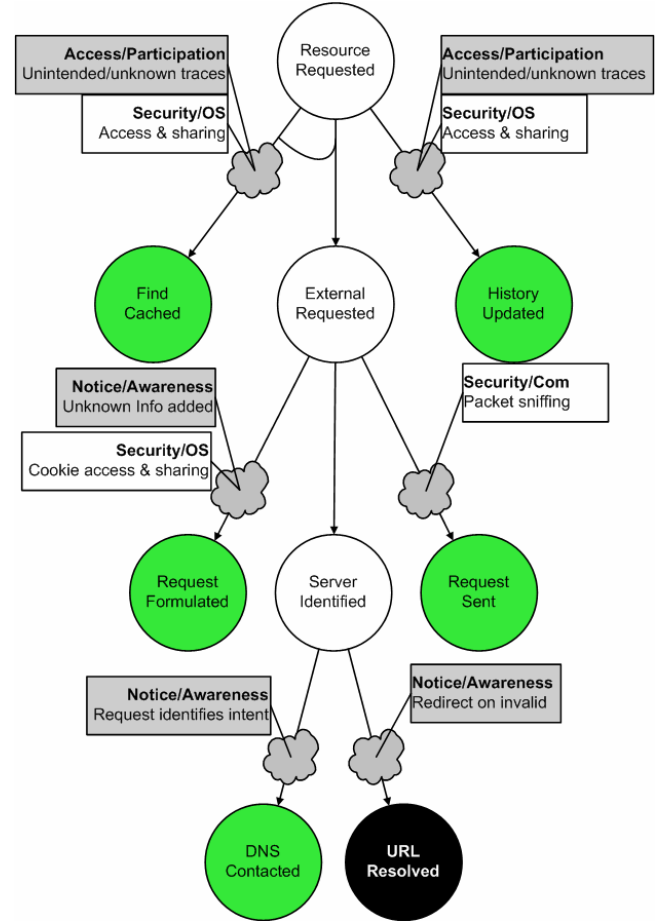 Resource
Requested
Access/Participation
Unintended/unknown traces
Security/OS
Access & sharing
Access/Participation
Unintended/unknown traces
Security/OS
Access & sharing
Find
Cached
External
Requested
History
Updated
Notice/Awareness
Unknown Info added
Security/OS
Cookie access & sharing
Security/Com
Packet sniffing
Request
Formulated
Server
Identified
Request
Sent
Notice/Awareness
Request identifies intent
Notice/Awareness
Redirect on invalid
DNS
Contacted
URL
Resolved